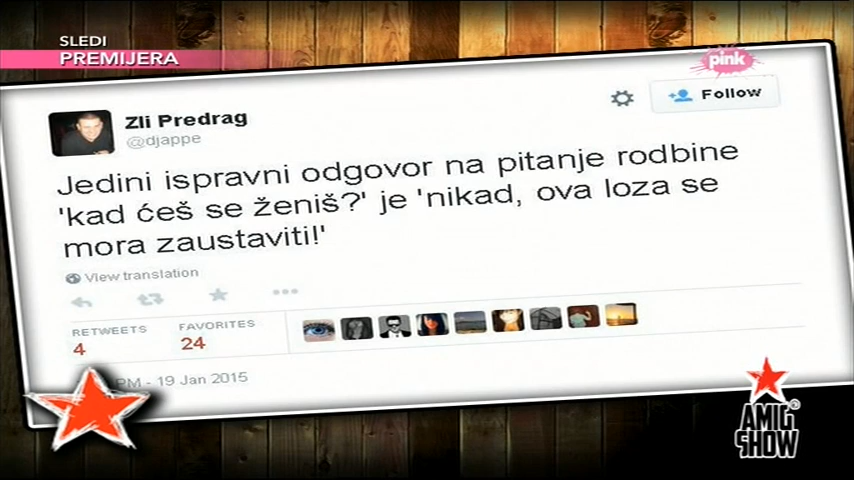 SLEDI
PREMIJERA
pink
Zli Predrag
@djappe
Follow
Jedini ispravni odgovor na pitanje rodbine
'kad ćeš se ženiš?' je 'nikad, ova loza se
mora zaustaviti!'
View translation
RETWEETS
4
FAVORITES
24
PM - 19 Jan 2015
AMIG
SHOW